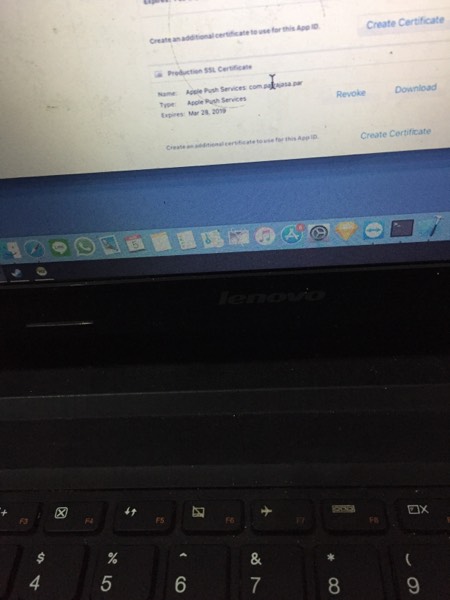 Create an additional certificate to use for this App ID.
Create Certificate
Production SSL Certificate
Name: Apple Push Services:
Type: Apple Push Services
Expires: Mar 28, 2019
Revoke
Download
Create an additional certificate to use for this App ID.
Create Certificate
lenovo
F3 F4 F5 F6 F7 F8
$ % ^ & * (
4 5 6 7 8 9